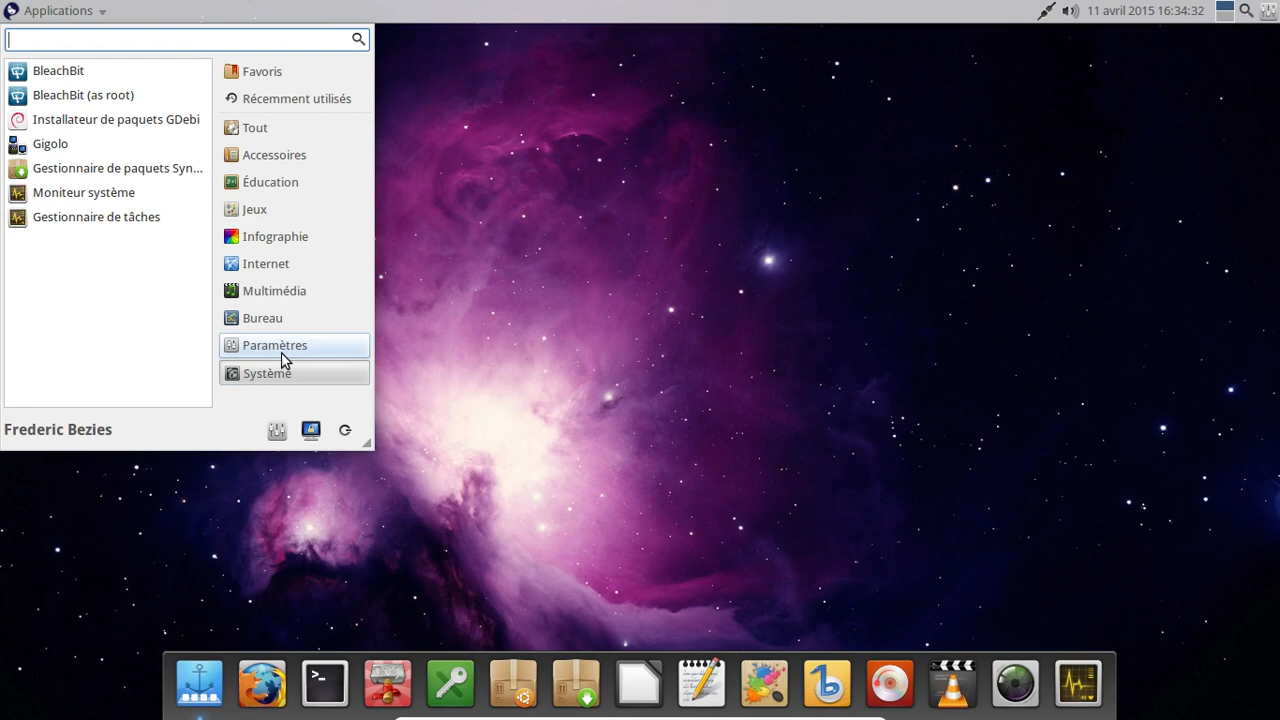 Applications
11 avril 2015 16:34:32
BleachBit
BleachBit (as root)
Installateur de paquets GDebi
Gigolo
Gestionnaire de paquets Syn...
Moniteur système
Gestionnaire de tâches
Favoris
Récemment utilisés
Tout
Accessoires
Éducation
Jeux
Infographie
Internet
Multimédia
Bureau
Paramètres
Système
Frederic Bezies